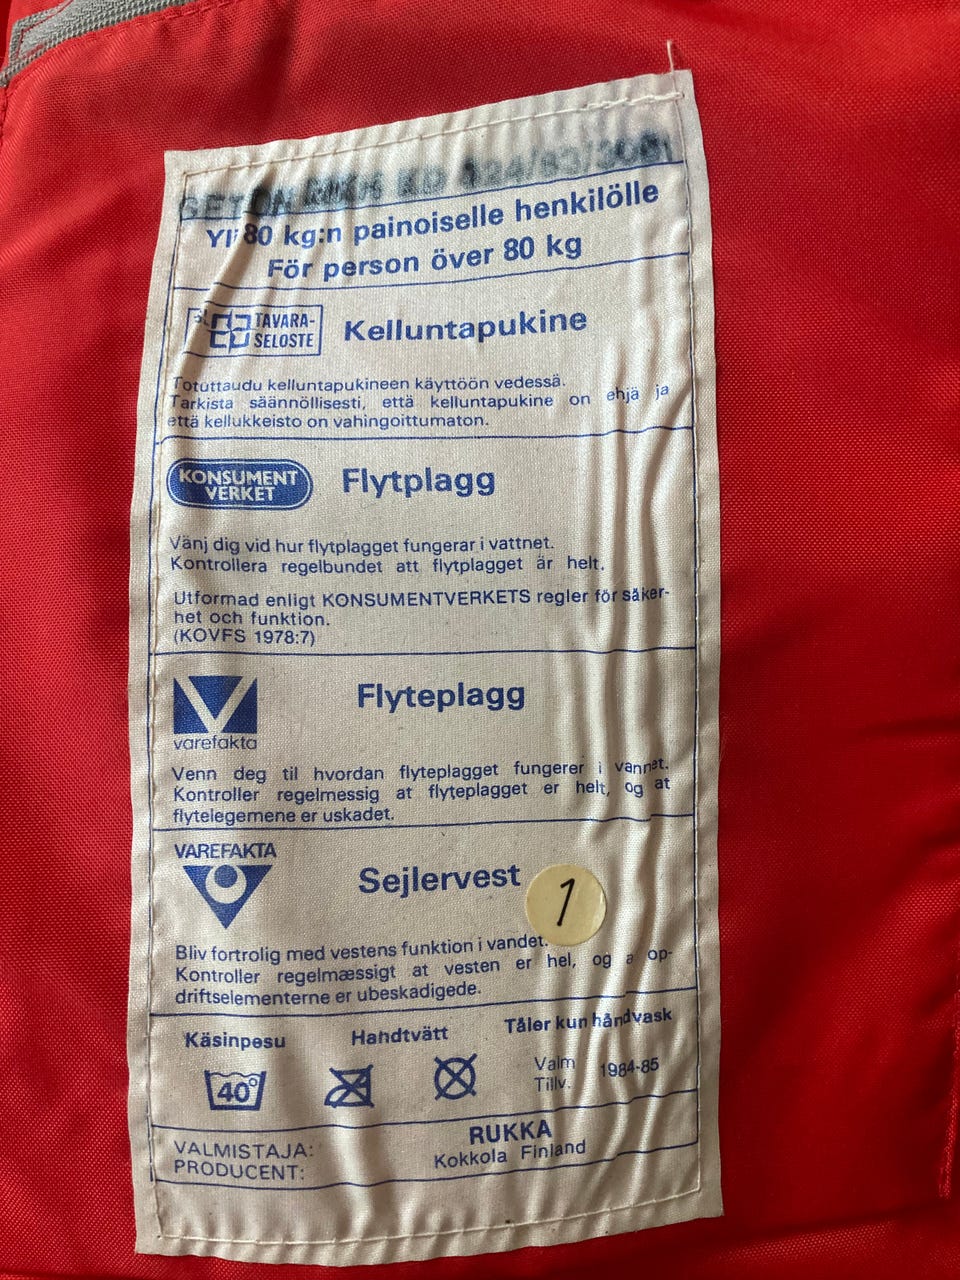 KD 324/83/3081
Yli 80 kg:n painoiselle henkilölle
För person över 80 kg
TAVARA-
SELOSTE
Kelluntapukine
Totuttaudu kelluntapukineen käyttöön vedessä.
Tarkista säännöllisesti, että kelluntapukine on ehjä ja
että kellukkeisto on vahingoittumaton.
KONSUMENT
VERKET
Flytplagg
Vänj dig vid hur flytplagget fungerar i vattnet.
Kontrollera regelbundet att flytplagget är helt.
Utformad enligt KONSUMENTVERKETS regler för säker-
het och funktion.
(KOVFS 1978:7)
varefakta
Flyteplagg
Venn deg til hvordan flyteplagget fungerer i vannet.
Kontroller regelmessig at flyteplagget er helt, og at
flytelegemene er uskadet.
VAREFAKTA
Sejlervest
1
Bliv fortrolig med vestens funktion i vandet.
Kontroller regelmæssigt at vesten er hel, og a op-
driftselementerne er ubeskadigede.
Käsinpesu
Handtvätt
Tåler kun håndvask
40°
Valm
Tillv. 1984-85
VALMISTAJA:
PRODUCENT:
RUKKA
Kokkola Finland